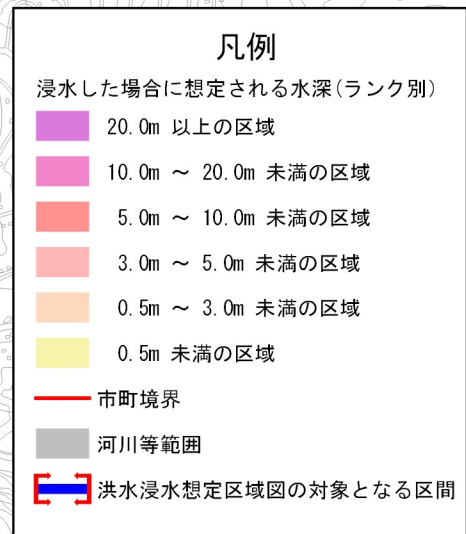 凡例
浸水した場合に想定される水深(ランク別)
20.0m 以上の区域
10.0m ～ 20.0m 未満の区域
5.0m ～ 10.0m 未満の区域
3.0m ～ 5.0m 未満の区域
0.5m ～ 3.0m 未満の区域
0.5m 未満の区域
市町境界
河川等範囲
洪水浸水想定区域図の対象となる区間